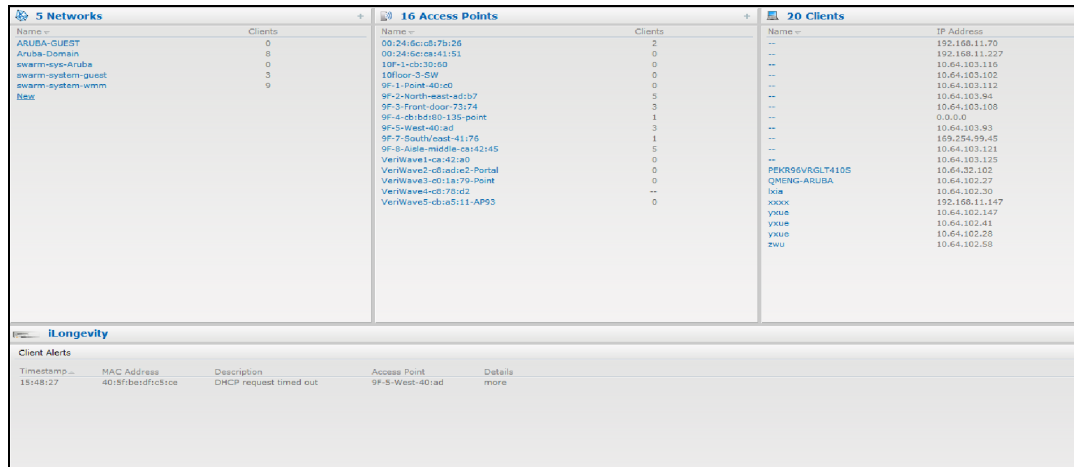 5 Networks +
Name Clients
ARUBA-GUEST 0
Aruba-Domain 8
swarm-sys-Aruba 0
swarm-system-guest 3
swarm-system-wmm 9
New
16 Access Points +
Name Clients
00:24:6c:c8:7b:26 2
00:24:6c:ca:41:51 0
10F-1-cb:30:60 0
10floor-3-SW 0
9F-1-Point-40:c0 0
9F-2-North-east-ad:b7 5
9F-3-Front-door-73:74 3
9F-4-cb:bd:80-135-point 1
9F-5-West-40:ad 3
9F-7-South/east-41:76 1
9F-8-Aisle-middle-ca:42:45 5
VeriWave1-ca:42:a0 0
VeriWave2-c8:ad:e2-Portal 0
VeriWave3-c0:1a:79-Point 0
VeriWave4-c8:78:d2 --
VeriWave5-cb:a5:11-AP93 0
20 Clients
Name IP Address
-- 192.168.11.70
-- 192.168.11.227
-- 10.64.103.116
-- 10.64.103.102
-- 10.64.103.112
-- 10.64.103.94
-- 10.64.103.108
-- 0.0.0.0
-- 10.64.103.93
-- 169.254.99.45
-- 10.64.103.121
-- 10.64.103.125
PEKR96VRGLT410S 10.64.32.102
QMENG-ARUBA 10.64.102.27
lxia 10.64.102.30
xxxx 192.168.11.147
yxue 10.64.102.147
yxue 10.64.102.41
yxue 10.64.102.28
zwu 10.64.102.58
iLongevity
Client Alerts
Timestamp MAC Address Description Access Point Details
15:48:27 40:5f:be:df:c5:ce DHCP request timed out 9F-5-West-40:ad more